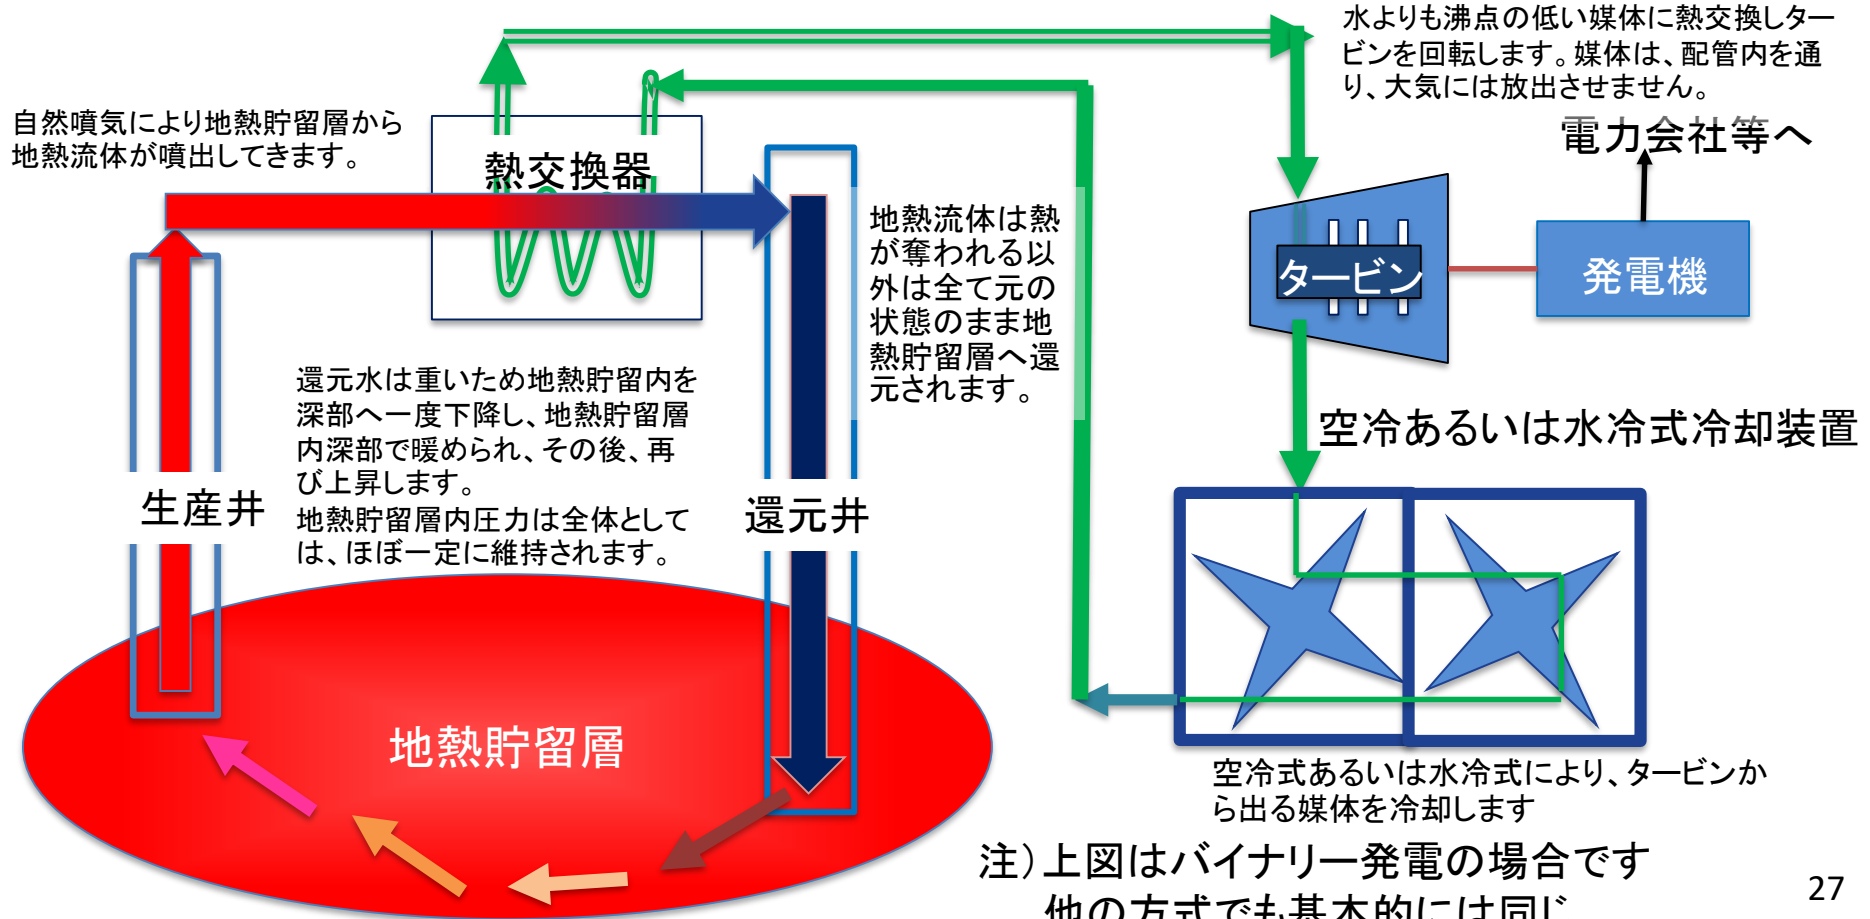 水よりも沸点の低い媒体に熱交換しター
ビンを回転します。媒体は、配管内を通
り、大気には放出させません。
電力会社等へ
自然噴気により地熱貯留層から
地熱流体が噴出してきます。
熱交換器
地熱流体は熱
が奪われる以
外は全て元の
状態のまま地
熱貯留層へ還
元されます。
タービン
発電機
還元水は重いため地熱貯留内を
深部へ一度下降し、地熱貯留層
内深部で暖められ、その後、再
び上昇します。
地熱貯留層内圧力は全体として
は、ほぼ一定に維持されます。
空冷あるいは水冷式冷却装置
生産井
還元井
地熱貯留層
空冷式あるいは水冷式により、タービンか
ら出る媒体を冷却します
注）上図はバイナリー発電の場合です
他の方式でも基本的には同じ
27